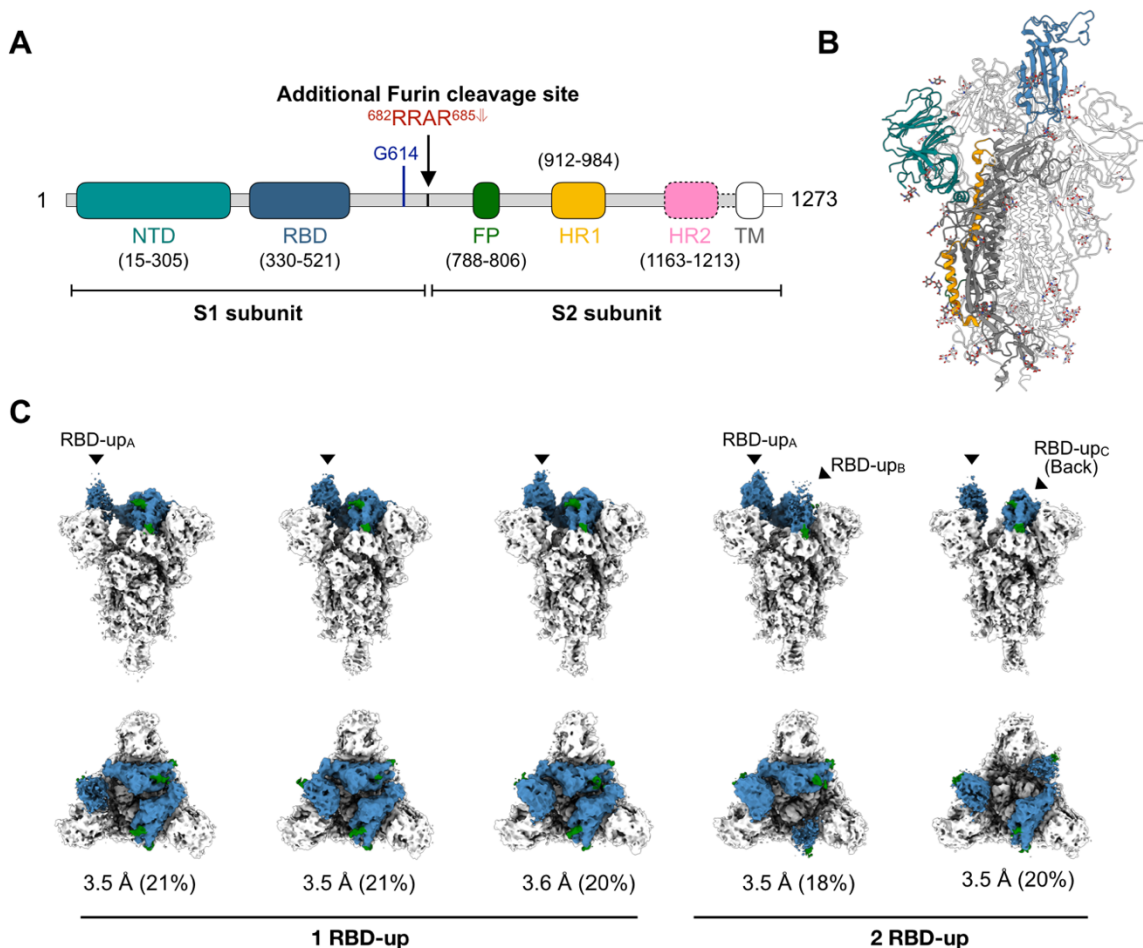 A
B
Additional Furin cleavage site
682RRAR685⇓
G614
(912-984)
1
1273
NTD
RBD
FP
HR1
HR2
TM
(15-305)
(330-521)
(788-806)
(1163-1213)
S1 subunit
S2 subunit
C
RBD-upA
RBD-upA
RBD-upB
RBD-upC
(Back)
3.5 Å (21%)
3.5 Å (21%)
3.6 Å (20%)
3.5 Å (18%)
3.5 Å (20%)
1 RBD-up
2 RBD-up